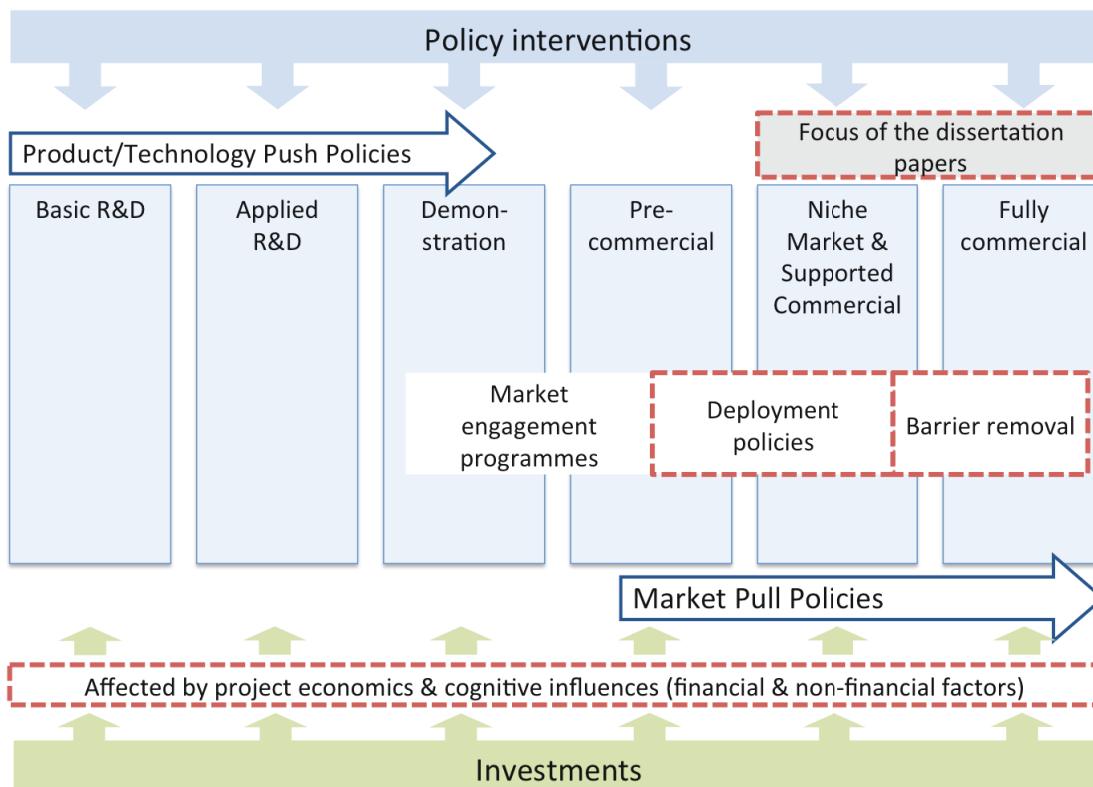 Policy interventions
Product/Technology Push Policies
Focus of the dissertation
papers
Basic R&D
Applied
R&D
Demon-
stration
Pre-
commercial
Niche
Market &
Supported
Commercial
Fully
commercial
Market
engagement
programmes
Deployment
policies
Barrier removal
Market Pull Policies
Affected by project economics & cognitive influences (financial & non-financial factors)
Investments